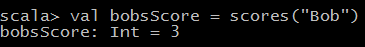 scala> val bobsScore = scores("Bob")
bobsScore: Int = 3